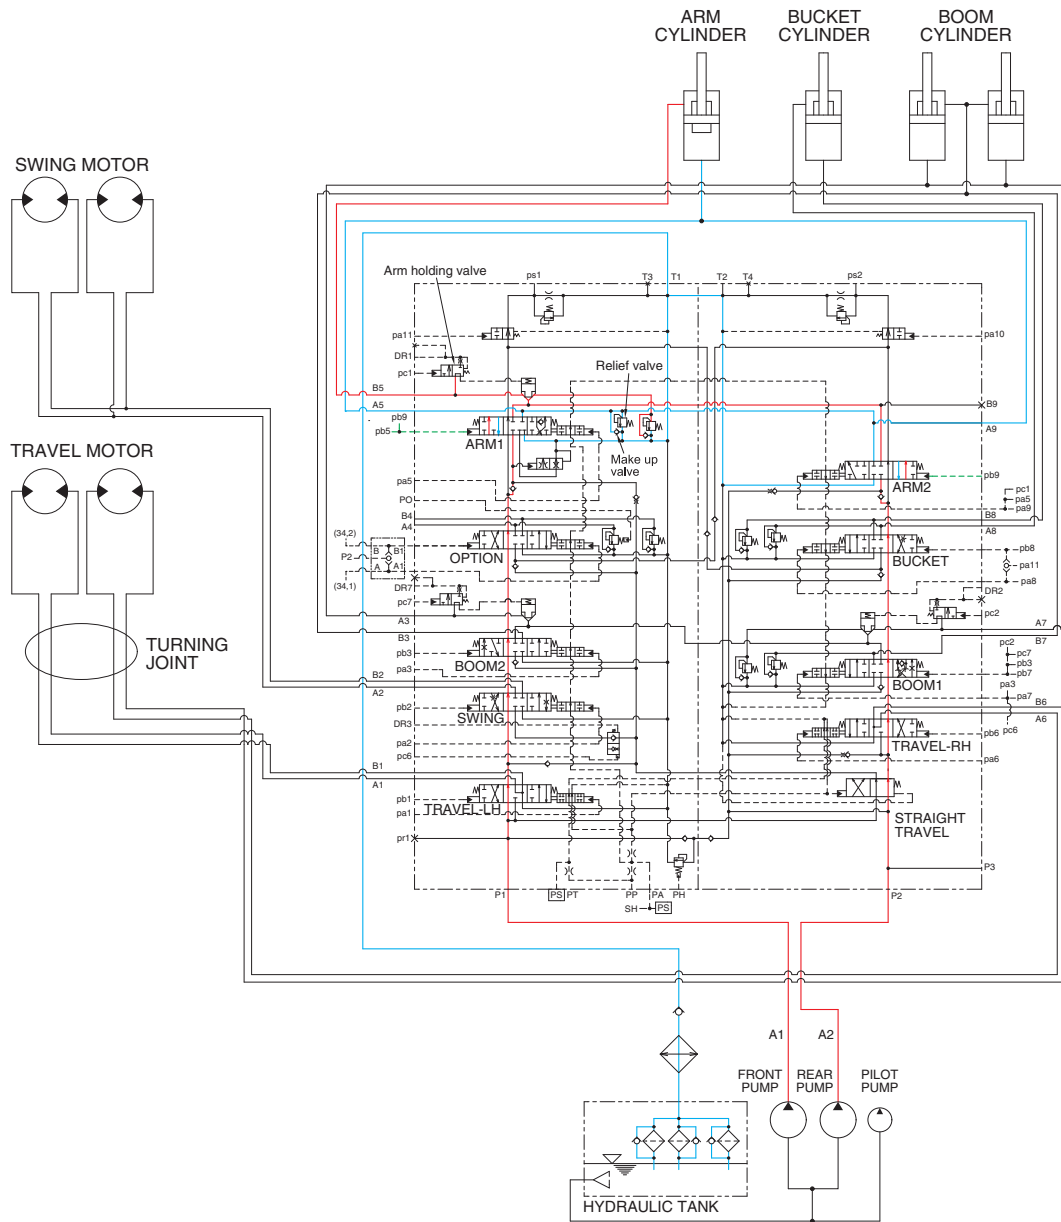 ARM
CYLINDER
BUCKET
CYLINDER
BOOM
CYLINDER
SWING MOTOR
TRAVEL MOTOR
TURNING
JOINT
Arm holding valve
ps1
T3
T1
T2
T4
ps2
pa11
DR1
pc1
pa10
Relief valve
B5
A5
B9
A9
pb9
pb5
ARM1
Make up
valve
ARM2
pb9
pa5
PO
B4
A4
pc1
pa5
pa9
B8
A8
(34,2)
B
B1
P2
A
A1
(34,1)
OPTION
BUCKET
pb8
pa11
pa8
DR7
pc7
DR2
pc2
A3
B3
pb3
pa3
BOOM2
A7
B7
pc2
pc7
pb3
pb7
BOOM1
pa3
pa7
B2
A2
pb2
SWING
DR3
pa2
pc6
B6
A6
pc6
TRAVEL-RH
pb6
pa6
B1
A1
pb1
pa1
TRAVEL-LH
STRAIGHT
TRAVEL
pr1
P3
P1
PS
PT
PP
PA
PH
P2
SH
PS
A1
A2
FRONT
PUMP
REAR
PUMP
PILOT
PUMP
HYDRAULIC TANK